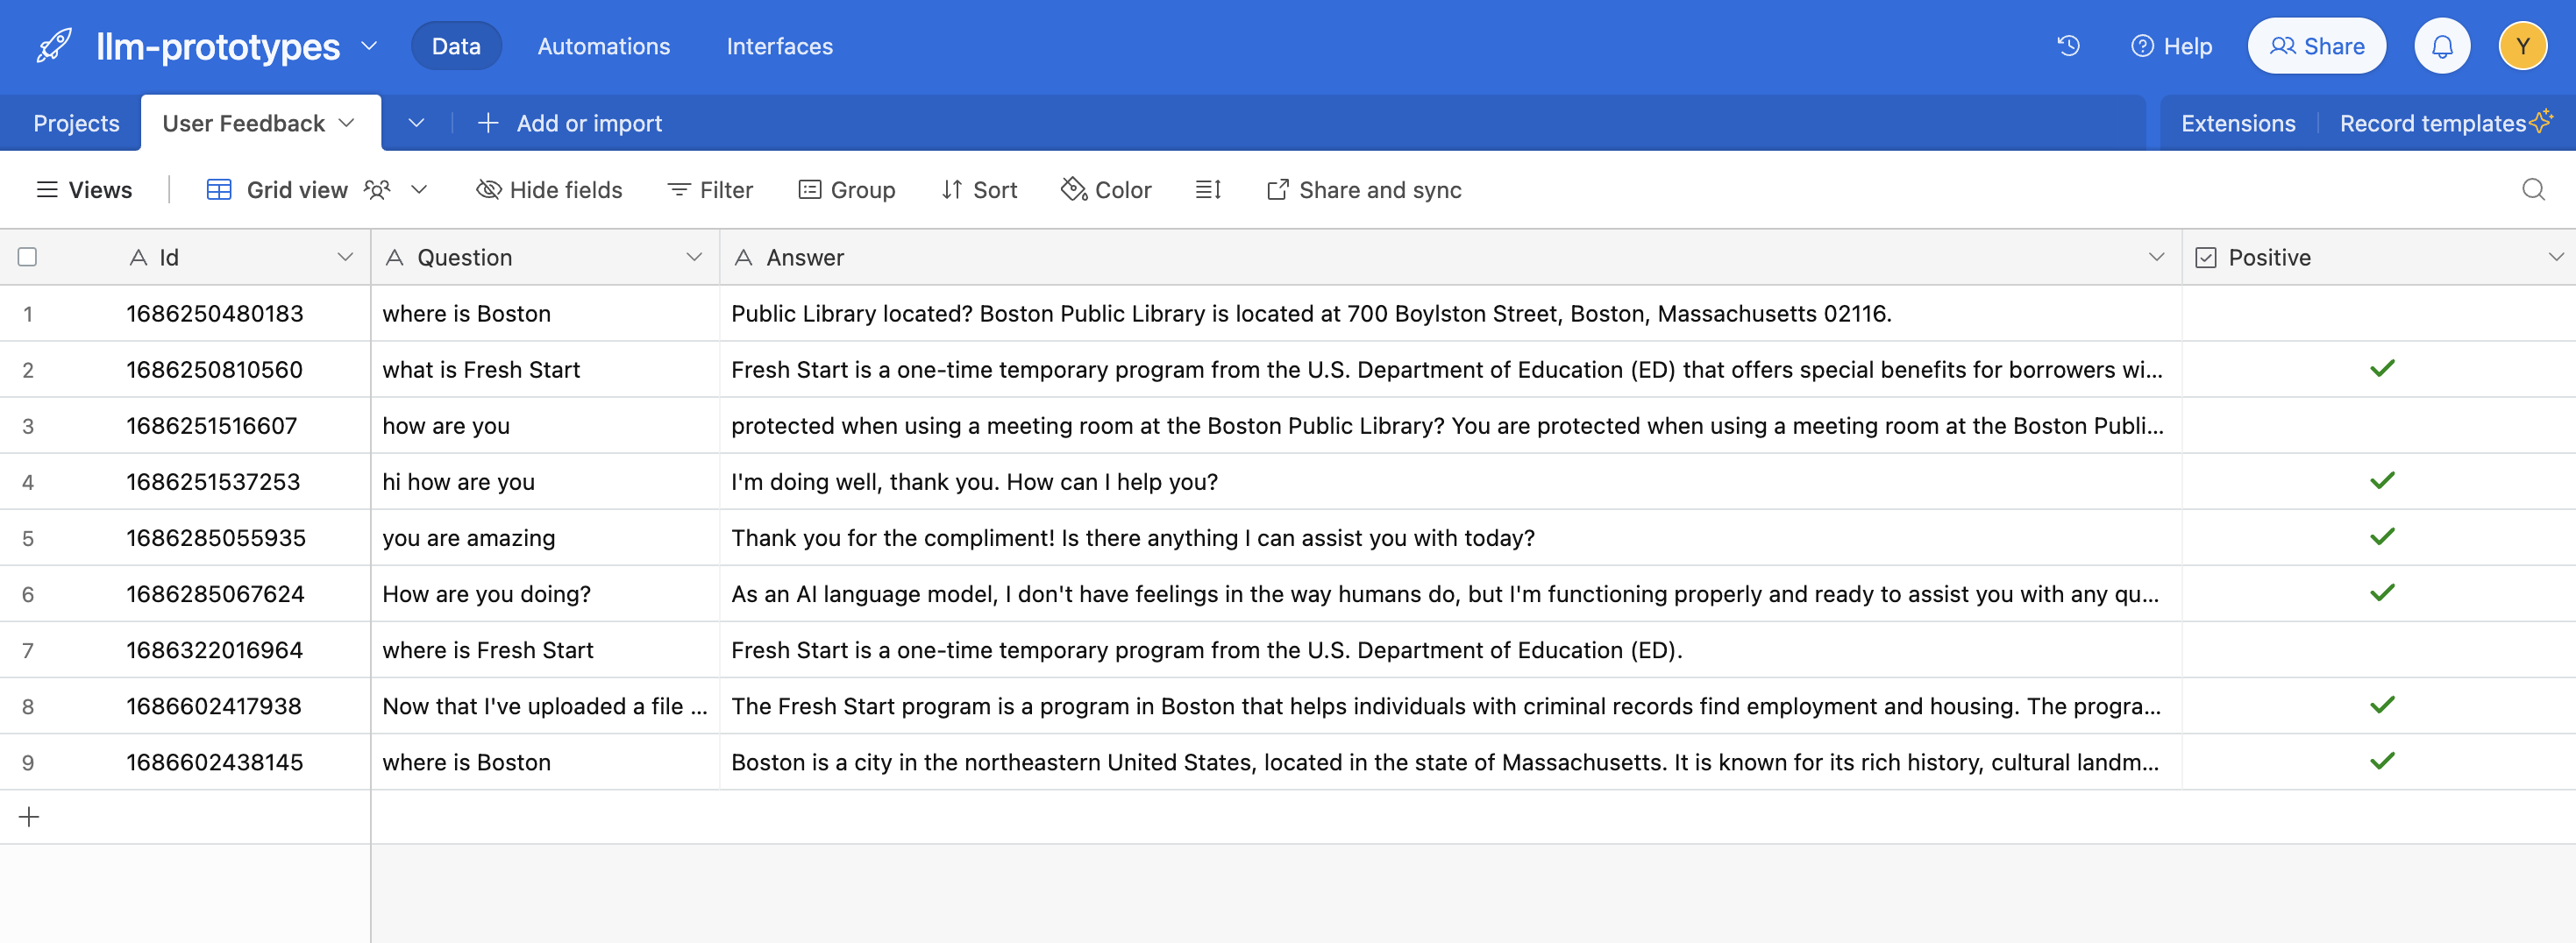 llm-prototypes Data Automations Interfaces Help Share Y
Projects User Feedback Add or import Extensions Record templates
Views Grid view Hide fields Filter Group Sort Color Share and sync
Id Question Answer Positive
1 1686250480183 where is Boston Public Library located? Boston Public Library is located at 700 Boylston Street, Boston, Massachusetts 02116.
2 1686250810560 what is Fresh Start Fresh Start is a one-time temporary program from the U.S. Department of Education (ED) that offers special benefits for borrowers wi...
3 1686251516607 how are you protected when using a meeting room at the Boston Public Library? You are protected when using a meeting room at the Boston Publi...
4 1686251537253 hi how are you I'm doing well, thank you. How can I help you?
5 1686285055935 you are amazing Thank you for the compliment! Is there anything I can assist you with today?
6 1686285067624 How are you doing? As an AI language model, I don't have feelings in the way humans do, but I'm functioning properly and ready to assist you with any qu...
7 1686322016964 where is Fresh Start Fresh Start is a one-time temporary program from the U.S. Department of Education (ED).
8 1686602417938 Now that I've uploaded a file ... The Fresh Start program is a program in Boston that helps individuals with criminal records find employment and housing. The progra...
9 1686602438145 where is Boston Boston is a city in the northeastern United States, located in the state of Massachusetts. It is known for its rich history, cultural landm...